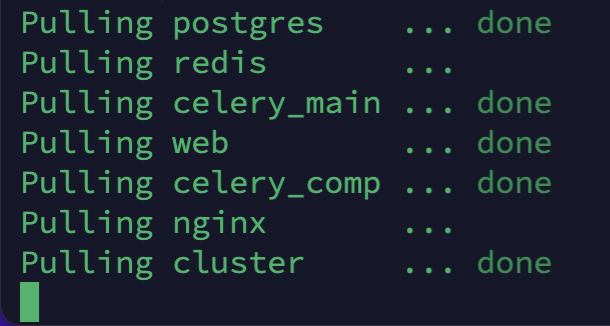 Pulling postgres    ... done
Pulling redis       ...
Pulling celery_main ... done
Pulling web         ... done
Pulling celery_comp ... done
Pulling nginx       ...
Pulling cluster     ... done